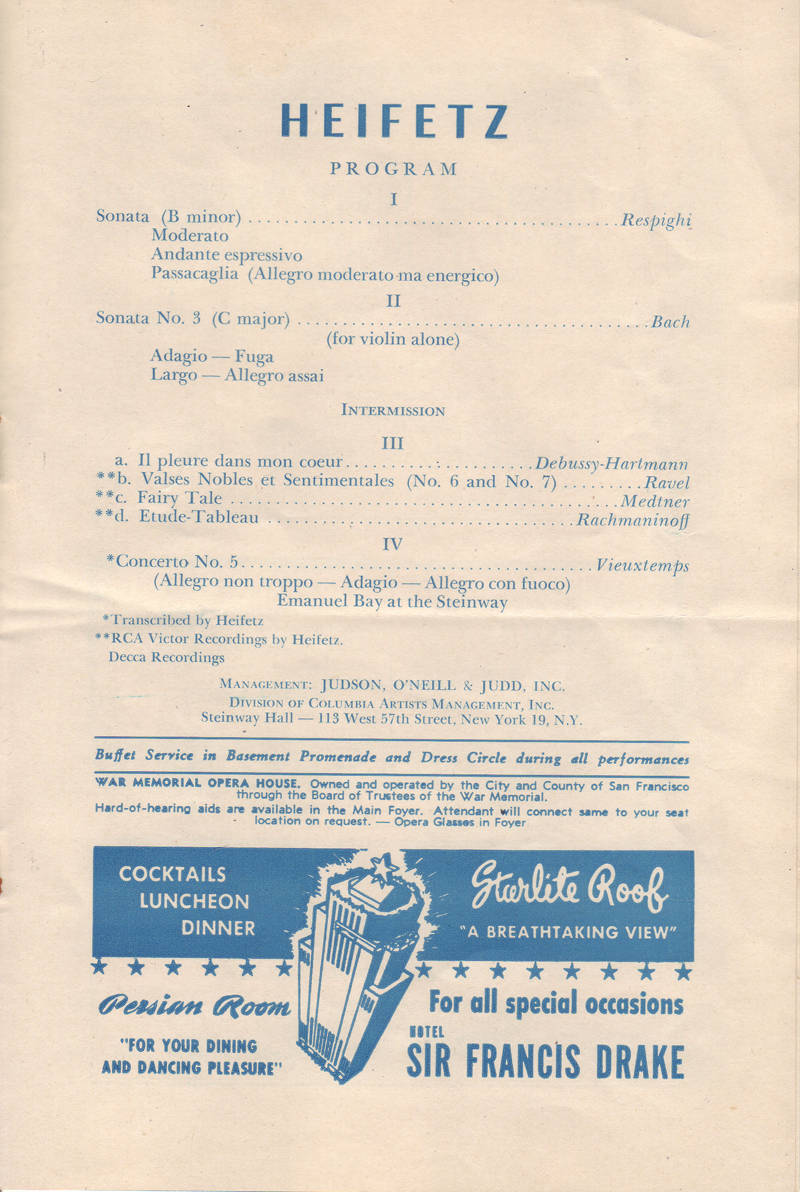 HEIFETZ
PROGRAM
I
Sonata (B minor) ........................................ Respighi
Moderato
Andante espressivo
Passacaglia (Allegro moderato ma energico)
II
Sonata No. 3 (C major) ...................................... Bach
(for violin alone)
Adagio — Fuga
Largo — Allegro assai
INTERMISSION
III
a. Il pleure dans mon coeur ..................... Debussy-Hartmann
**b. Valses Nobles et Sentimentales (No. 6 and No. 7) ......... Ravel
**c. Fairy Tale ......................................... Medtner
**d. Etude-Tableau ................................. Rachmaninoff
IV
*Concerto No. 5 ...................................... Vieuxtemps
(Allegro non troppo — Adagio — Allegro con fuoco)
Emanuel Bay at the Steinway
*Transcribed by Heifetz
**RCA Victor Recordings by Heifetz.
Decca Recordings
MANAGEMENT: JUDSON, O'NEILL & JUDD, INC.
DIVISION OF COLUMBIA ARTISTS MANAGEMENT, INC.
Steinway Hall — 113 West 57th Street, New York 19, N.Y.
Buffet Service in Basement Promenade and Dress Circle during all performances
WAR MEMORIAL OPERA HOUSE. Owned and operated by the City and County of San Francisco
through the Board of Trustees of the War Memorial.
Hard-of-hearing aids are available in the Main Foyer. Attendant will connect same to your seat
location on request. — Opera Glasses in Foyer
COCKTAILS
LUNCHEON
DINNER
Starlite Roof
"A BREATHTAKING VIEW"
Persian Room
"FOR YOUR DINING
AND DANCING PLEASURE"
For all special occasions
HOTEL
SIR FRANCIS DRAKE